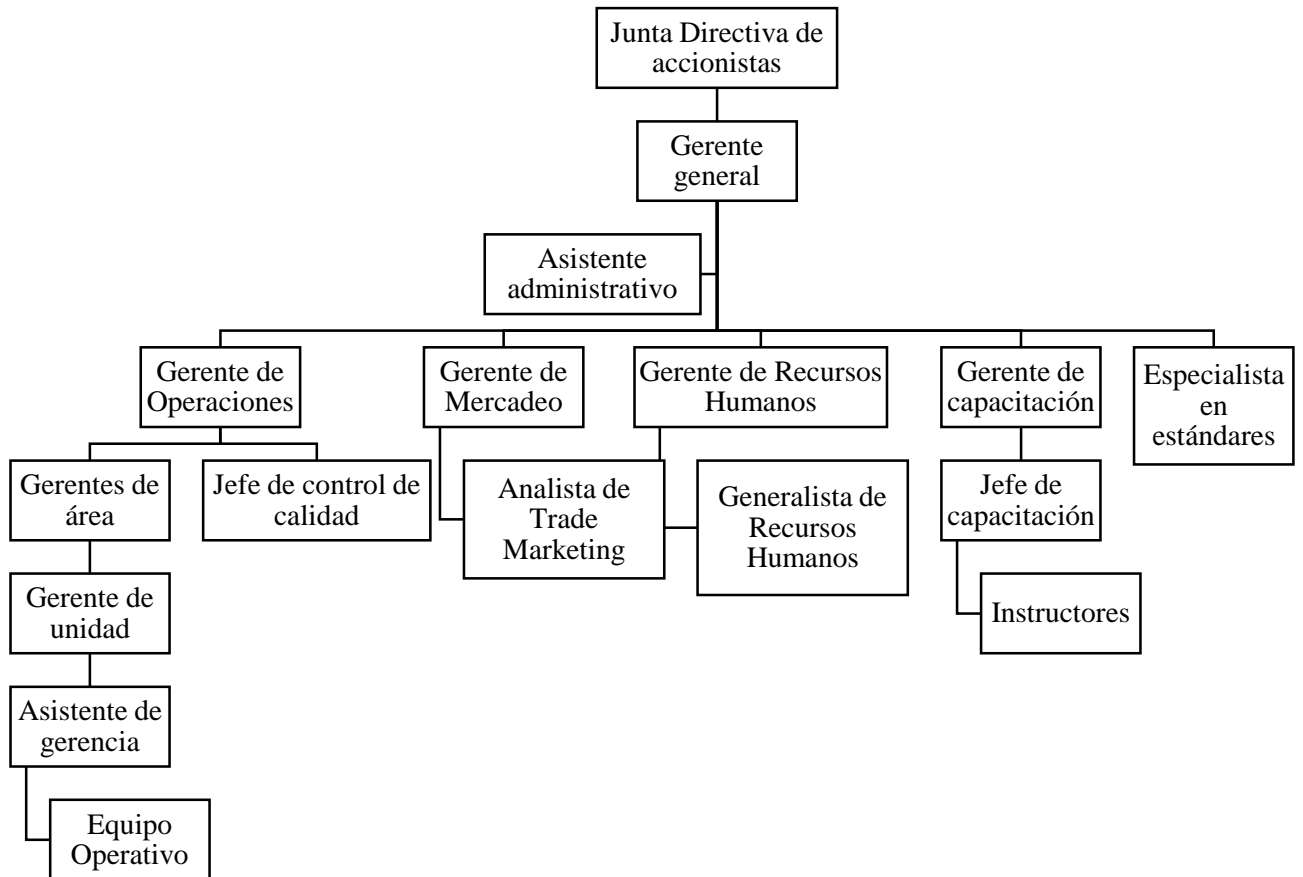 Junta Directiva de
accionistas
Gerente
general
Asistente
administrativo
Gerente de
Operaciones
Gerente de
Mercadeo
Gerente de Recursos
Humanos
Gerente de
capacitación
Especialista
en
estándares
Gerentes de
área
Jefe de control de
calidad
Analista de
Trade
Marketing
Generalista de
Recursos
Humanos
Jefe de
capacitación
Gerente de
unidad
Instructores
Asistente de
gerencia
Equipo
Operativo